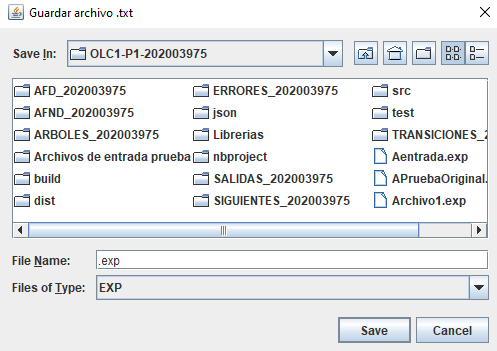 Guardar archivo .txt
Save In: OLC1-P1-202003975
AFD_202003975 ERRORES_202003975 src
AFND_202003975 json test
ARBOLES_202003975 Librerias TRANSICIONES_2
Archivos de entrada prueba nbproject Aentrada.exp
build SALIDAS_202003975 APruebaOriginal.
dist SIGUIENTES_202003975 Archivo1.exp
File Name: .exp
Files of Type: EXP
Save Cancel